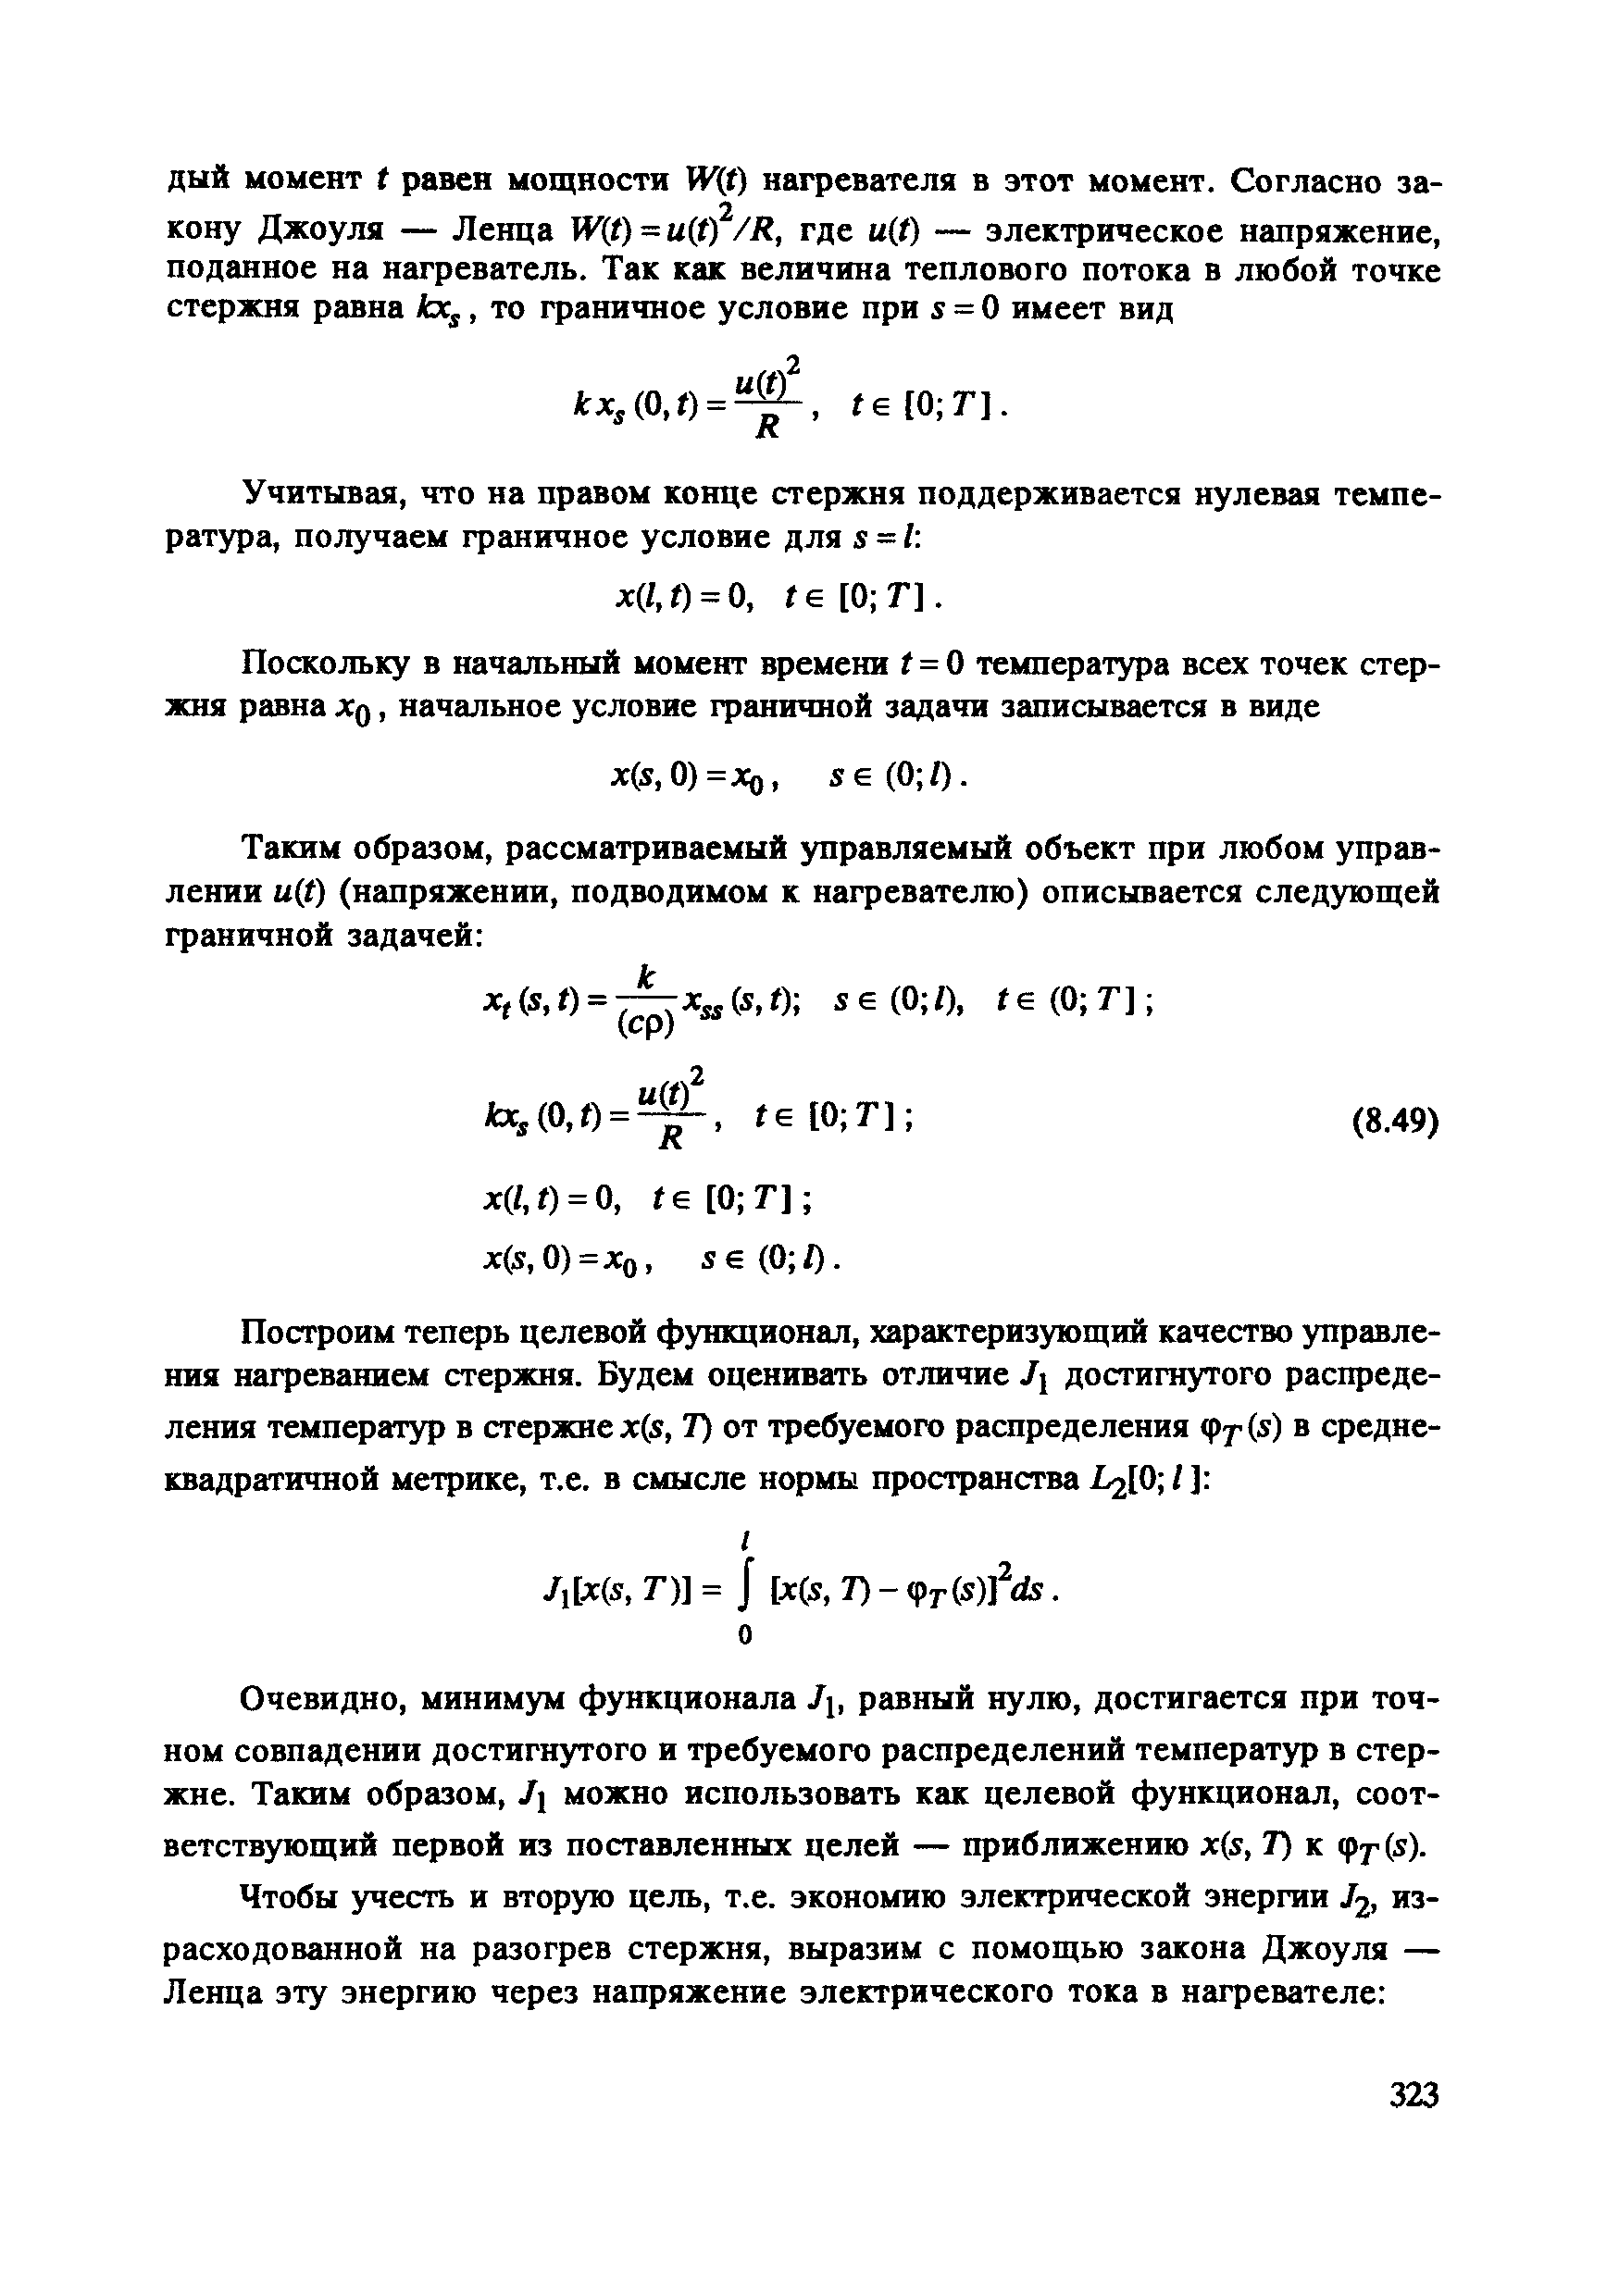 дый момент t равен мощности W(t) нагревателя в этот момент. Согласно за-
кону Джоуля — Ленца W(t) = u(t)²/R, где u(t) — электрическое напряжение,
поданное на нагреватель. Так как величина теплового потока в любой точке
стержня равна kxₛ, то граничное условие при s = 0 имеет вид
kxₛ(0, t) = u(t)²/R, t ∈ [0; T].
Учитывая, что на правом конце стержня поддерживается нулевая темпе-
ратура, получаем граничное условие для s = l:
x(l, t) = 0, t ∈ [0; T].
Поскольку в начальный момент времени t = 0 температура всех точек стер-
жня равна x₀, начальное условие граничной задачи записывается в виде
x(s, 0) = x₀, s ∈ (0; l).
Таким образом, рассматриваемый управляемый объект при любом управ-
лении u(t) (напряжении, подводимом к нагревателю) описывается следующей
граничной задачей:
xₜ(s, t) = k/(cρ) xₛₛ(s, t); s ∈ (0; l), t ∈ (0; T];
kxₛ(0, t) = u(t)²/R, t ∈ [0; T]; (8.49)
x(l, t) = 0, t ∈ [0; T];
x(s, 0) = x₀, s ∈ (0; l).
Построим теперь целевой функционал, характеризующий качество управле-
ния нагреванием стержня. Будем оценивать отличие J₁ достигнутого распреде-
ления температур в стержне x(s, T) от требуемого распределения φ_T(s) в средне-
квадратичной метрике, т.е. в смысле нормы пространства L₂[0; l]:
J₁[x(s, T)] = ∫₀ˡ [x(s, T) − φ_T(s)]²ds.
Очевидно, минимум функционала J₁, равный нулю, достигается при точ-
ном совпадении достигнутого и требуемого распределений температур в стер-
жне. Таким образом, J₁ можно использовать как целевой функционал, соот-
ветствующий первой из поставленных целей — приближению x(s, T) к φ_T(s).
Чтобы учесть и вторую цель, т.е. экономию электрической энергии J₂, из-
расходованной на разогрев стержня, выразим с помощью закона Джоуля —
Ленца эту энергию через напряжение электрического тока в нагревателе:
323